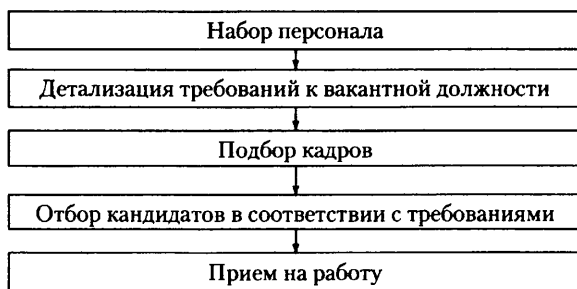 Набор персонала
Детализация требований к вакантной должности
Подбор кадров
Отбор кандидатов в соответствии с требованиями
Прием на работу